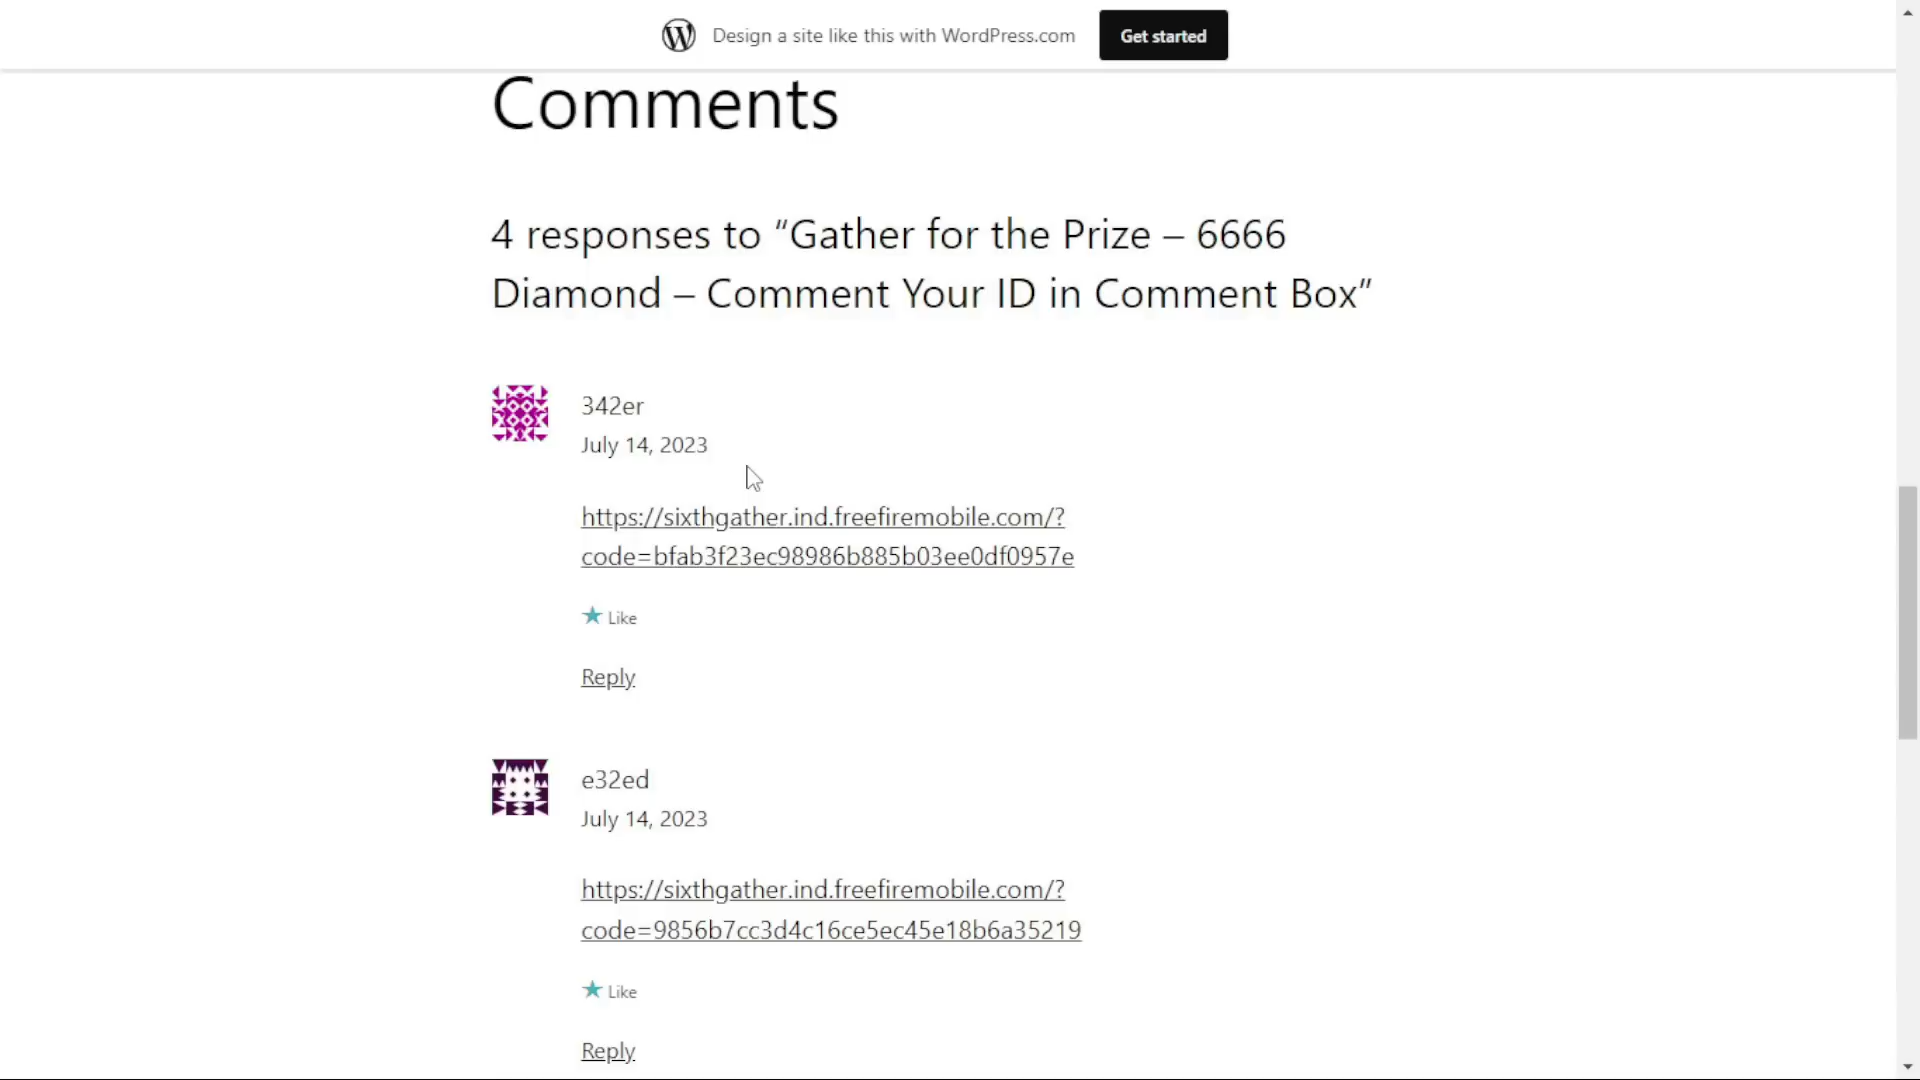 Design a site like this with WordPress.com
Get started
Comments
4 responses to “Gather for the Prize – 6666
Diamond – Comment Your ID in Comment Box”
342er
July 14, 2023
https://sixthgather.ind.freefiremobile.com/?
code=bfab3f23ec98986b885b03ee0df0957e
Like
Reply
e32ed
July 14, 2023
https://sixthgather.ind.freefiremobile.com/?
code=9856b7cc3d4c16ce5ec45e18b6a35219
Like
Reply